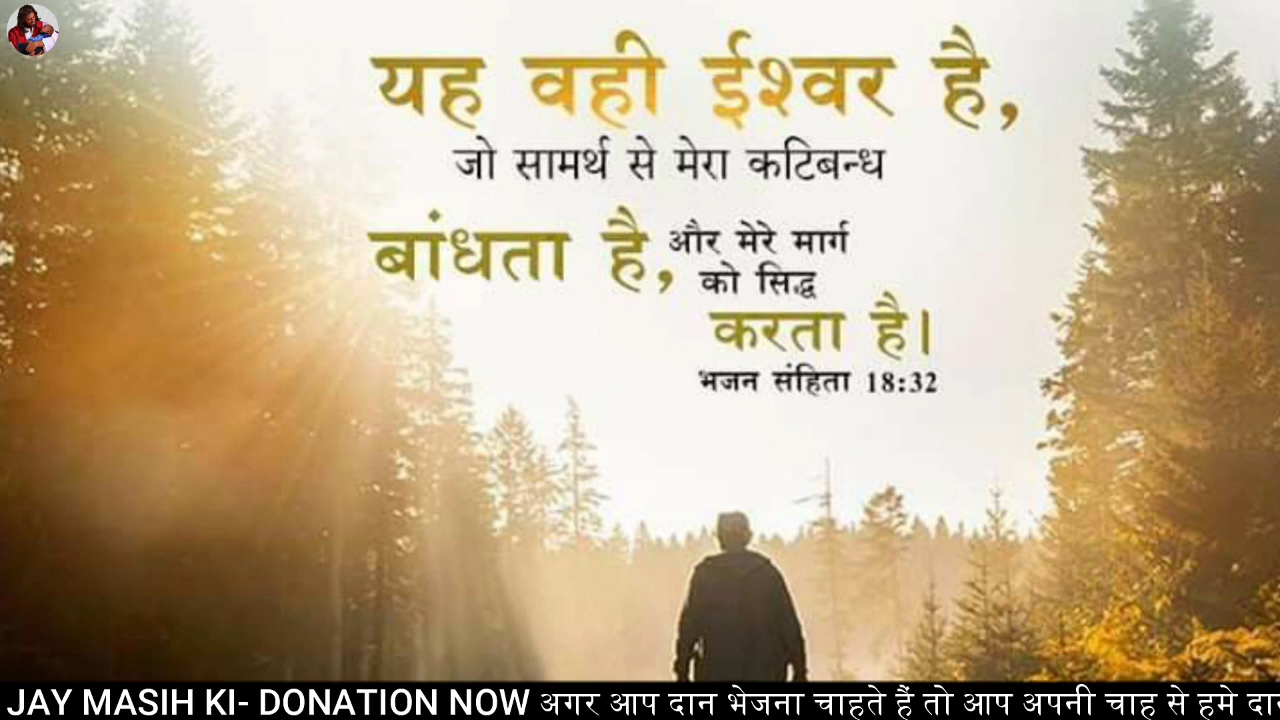 यह वही ईश्वर है,
जो सामर्थ से मेरा कटिबन्ध
बांधता है, और मेरे मार्ग
को सिद्ध
करता है।
भजन संहिता 18:32
JAY MASIH KI- DONATION NOW अगर आप दान भेजना चाहते हैं तो आप अपनी चाह से हमे